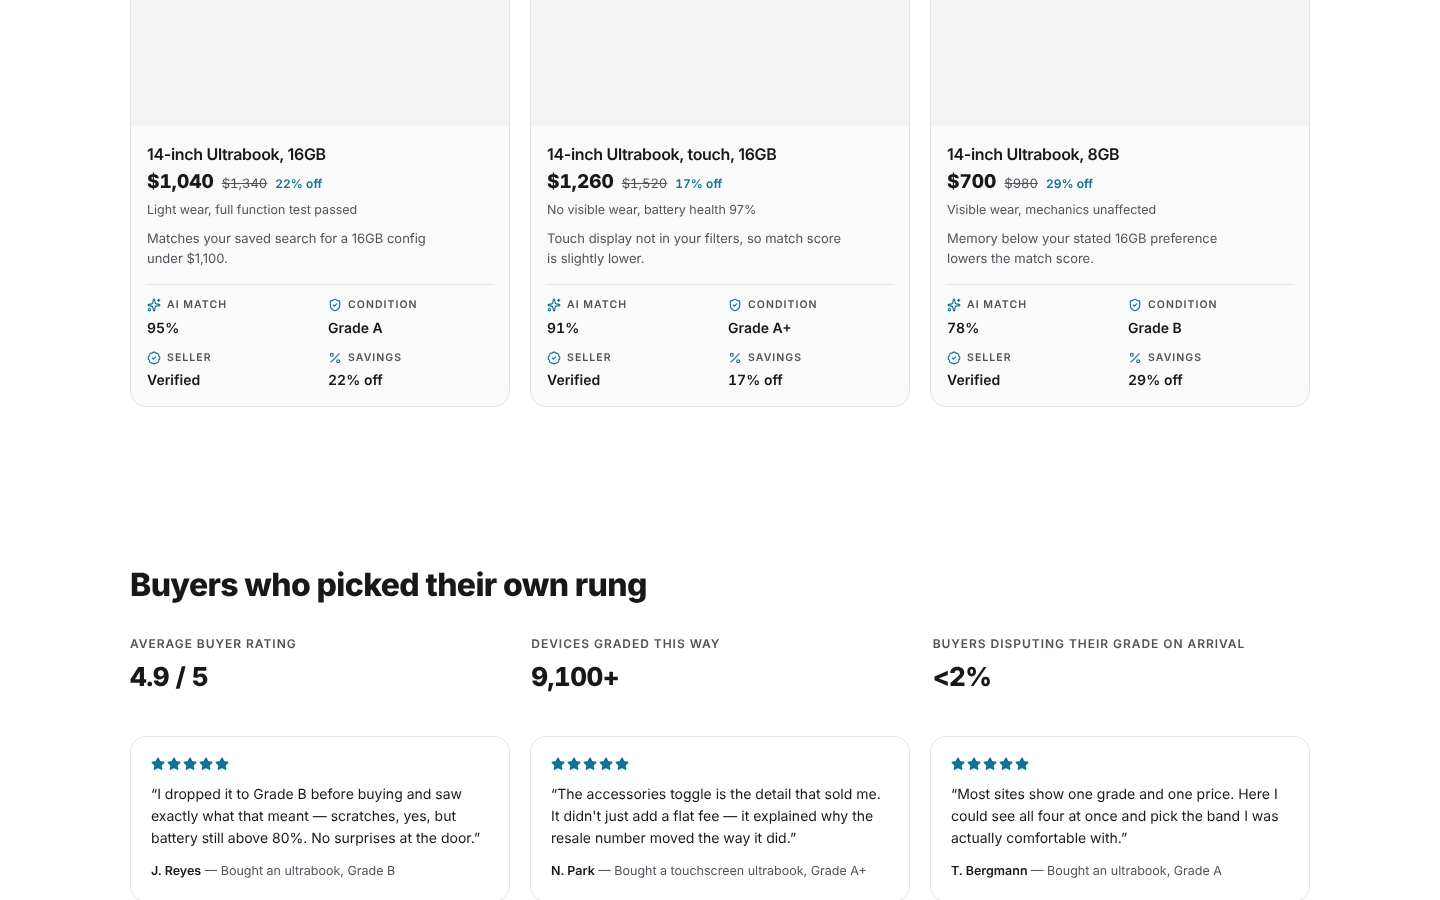 14-inch Ultrabook, 16GB
$1,040 $1,340 22% off
Light wear, full function test passed
Matches your saved search for a 16GB config
under $1,100.
AI MATCH
95%
CONDITION
Grade A
SELLER
Verified
SAVINGS
22% off
14-inch Ultrabook, touch, 16GB
$1,260 $1,520 17% off
No visible wear, battery health 97%
Touch display not in your filters, so match score
is slightly lower.
AI MATCH
91%
CONDITION
Grade A+
SELLER
Verified
SAVINGS
17% off
14-inch Ultrabook, 8GB
$700 $980 29% off
Visible wear, mechanics unaffected
Memory below your stated 16GB preference
lowers the match score.
AI MATCH
78%
CONDITION
Grade B
SELLER
Verified
SAVINGS
29% off
Buyers who picked their own rung
AVERAGE BUYER RATING
4.9 / 5
DEVICES GRADED THIS WAY
9,100+
BUYERS DISPUTING THEIR GRADE ON ARRIVAL
<2%
“I dropped it to Grade B before buying and saw
exactly what that meant — scratches, yes, but
battery still above 80%. No surprises at the door.”
J. Reyes — Bought an ultrabook, Grade B
“The accessories toggle is the detail that sold me.
It didn't just add a flat fee — it explained why the
resale number moved the way it did.”
N. Park — Bought a touchscreen ultrabook, Grade A+
“Most sites show one grade and one price. Here I
could see all four at once and pick the band I was
actually comfortable with.”
T. Bergmann — Bought an ultrabook, Grade A